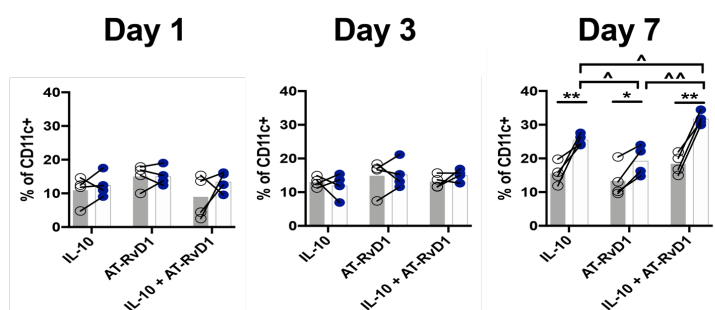 Day 1
Day 3
Day 7
% of CD11c+
40
30
20
10
0
IL-10
AT-RvD1
IL-10 + AT-RvD1
% of CD11c+
40
30
20
10
0
IL-10
AT-RvD1
IL-10 + AT-RvD1
% of CD11c+
40
30
20
10
0
^
^
^^
**
*
**
IL-10
AT-RvD1
IL-10 + AT-RvD1